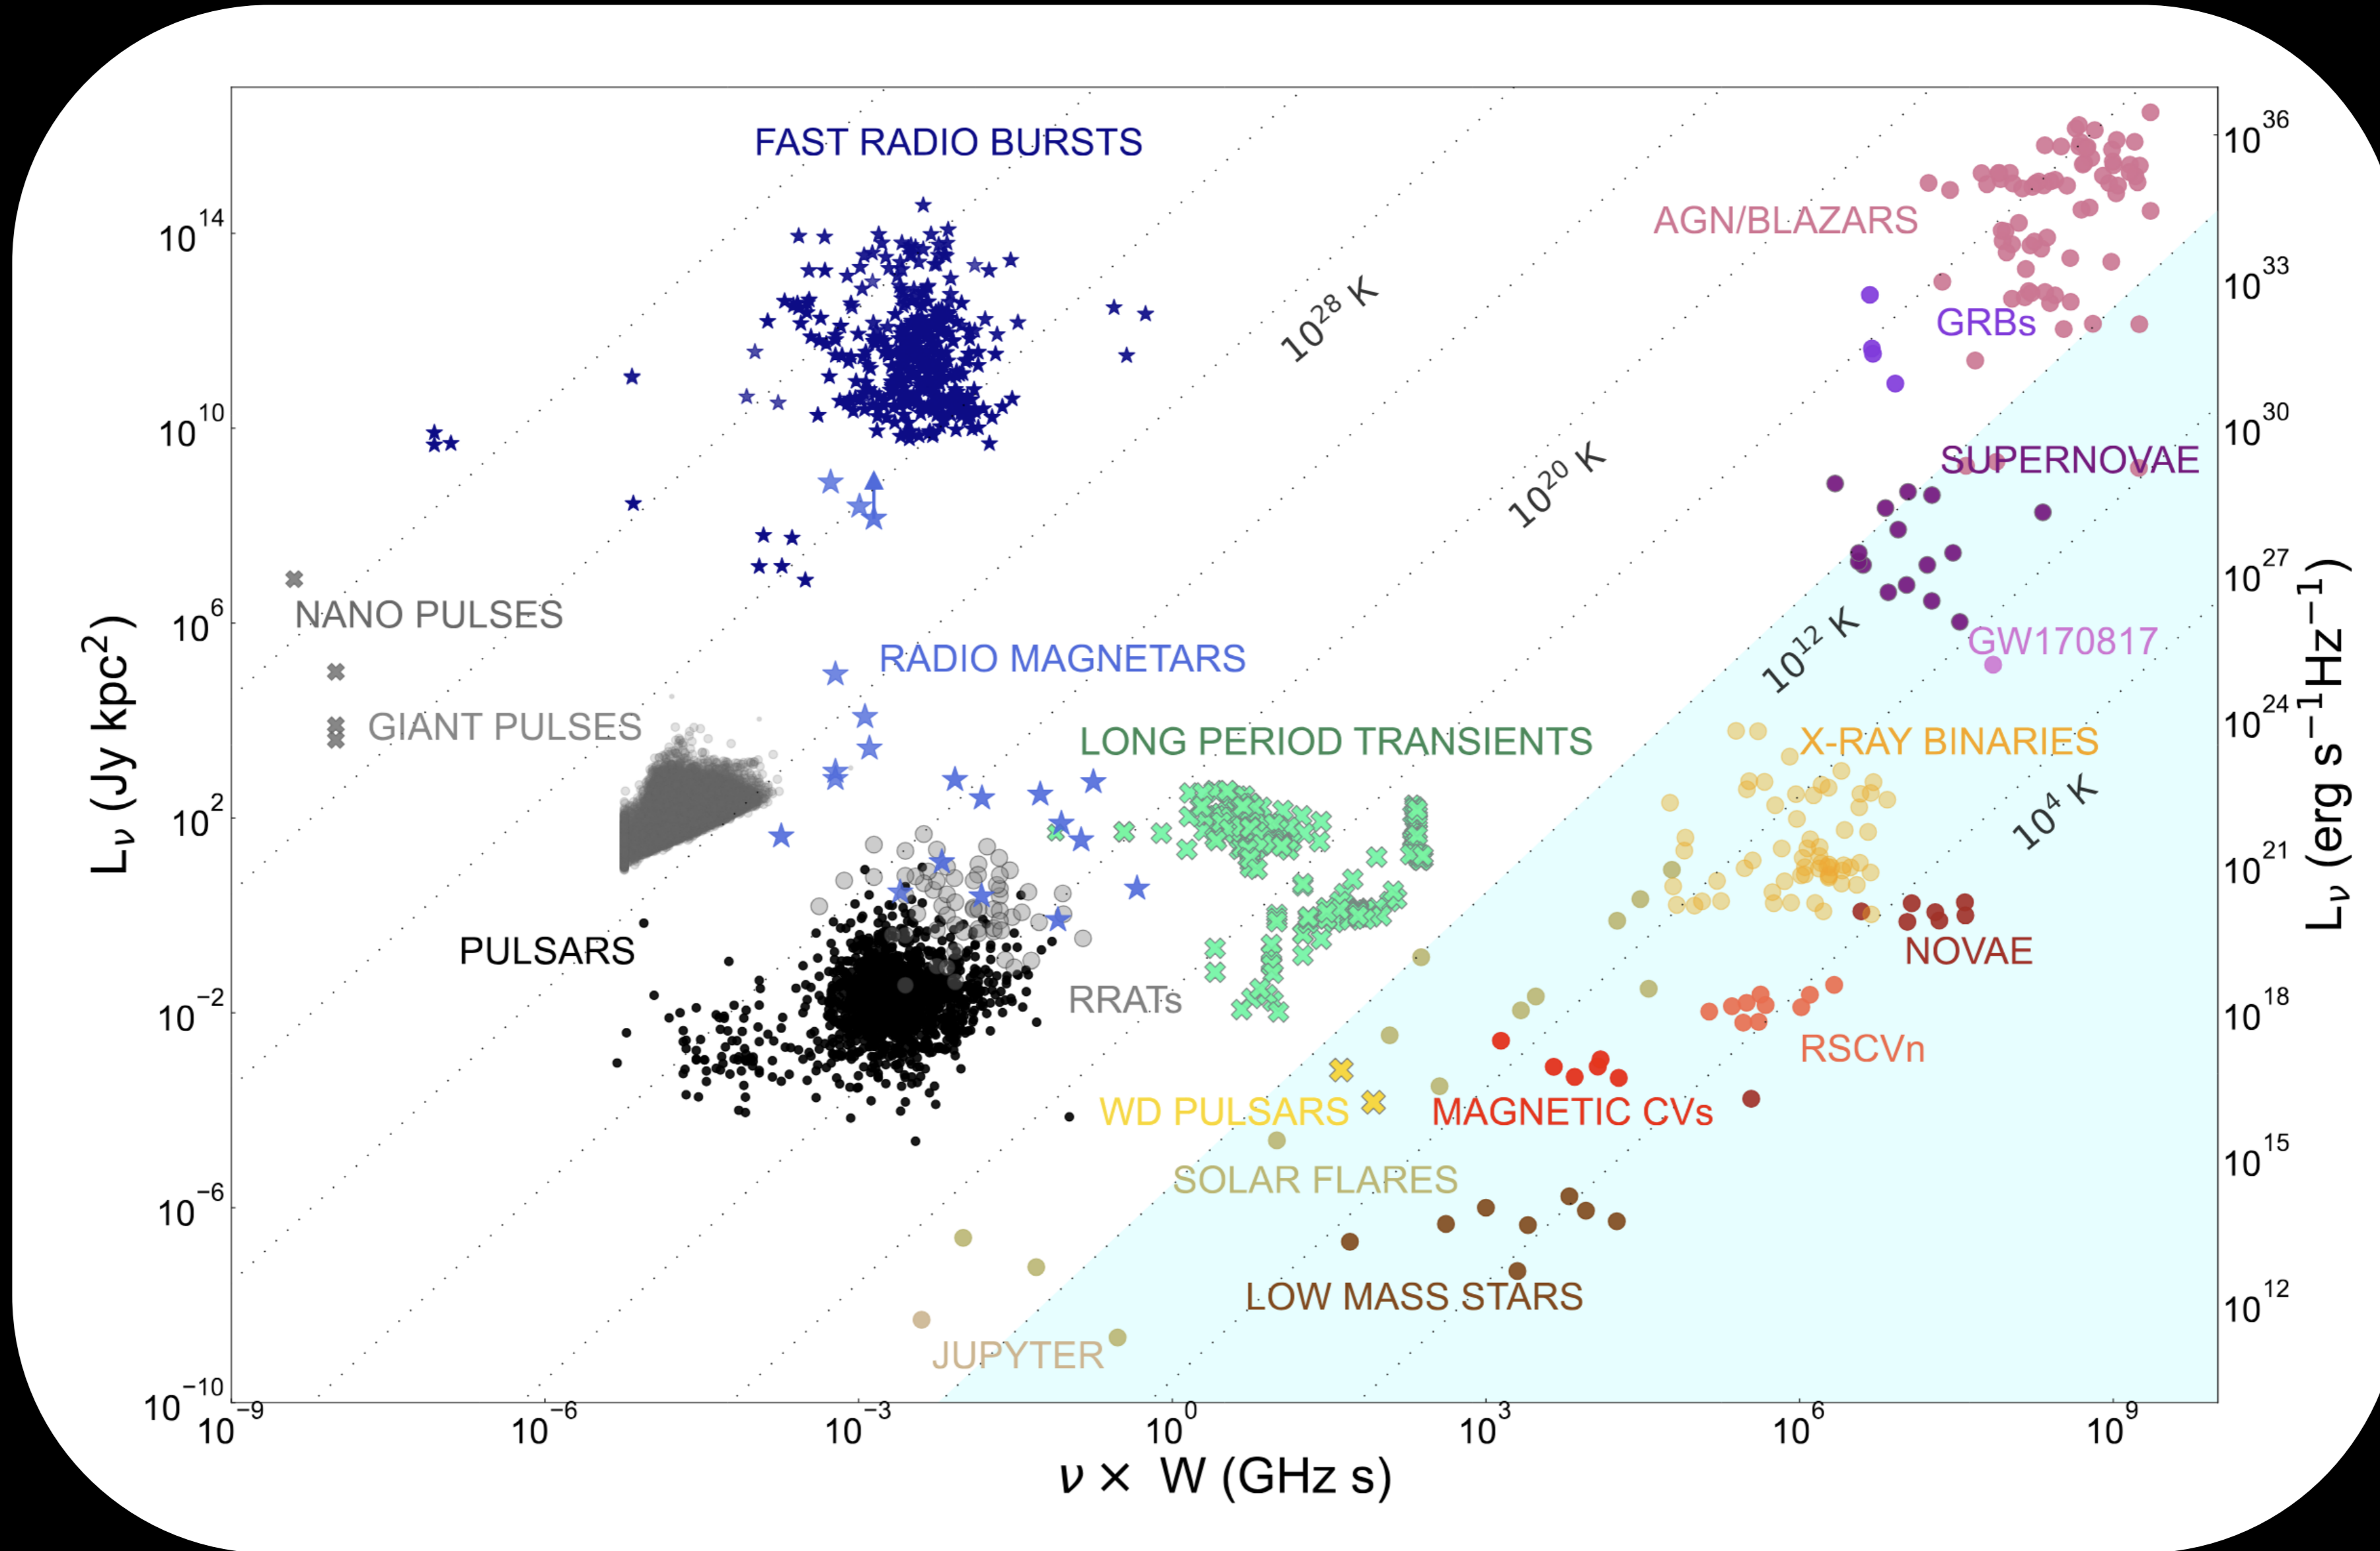 FAST RADIO BURSTS
10^36
AGN/BLAZARS
10^14
10^33
10^28 K
GRBs
10^10
10^30
SUPERNOVAE
10^20 K
10^27
NANO PULSES
10^6
GW170817
RADIO MAGNETARS
10^12 K
GIANT PULSES
10^24
LONG PERIOD TRANSIENTS
X-RAY BINARIES
L_ν (Jy kpc^2)
L_ν (erg s^−1Hz^−1)
10^2
10^4 K
10^21
PULSARS
NOVAE
RRATs
10^−2
10^18
RSCVn
WD PULSARS
MAGNETIC CVs
10^15
SOLAR FLARES
10^−6
LOW MASS STARS
10^12
JUPYTER
10^−10
10^−9 10^−6 10^−3 10^0 10^3 10^6 10^9
ν × W (GHz s)